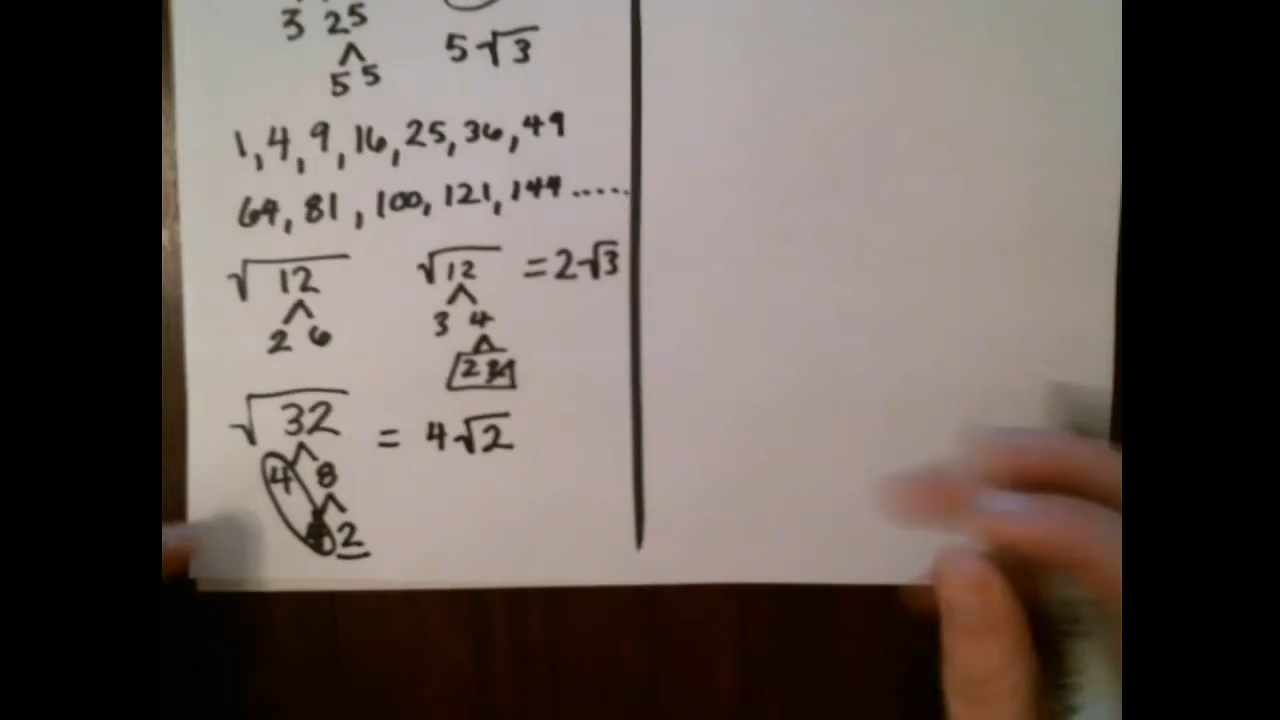 3 25
5√3
5 5
1, 4, 9, 16, 25, 36, 49
64, 81, 100, 121, 144.....
√12
2 6
√12 = 2√3
3 4
2
√32 = 4√2
4 8
2